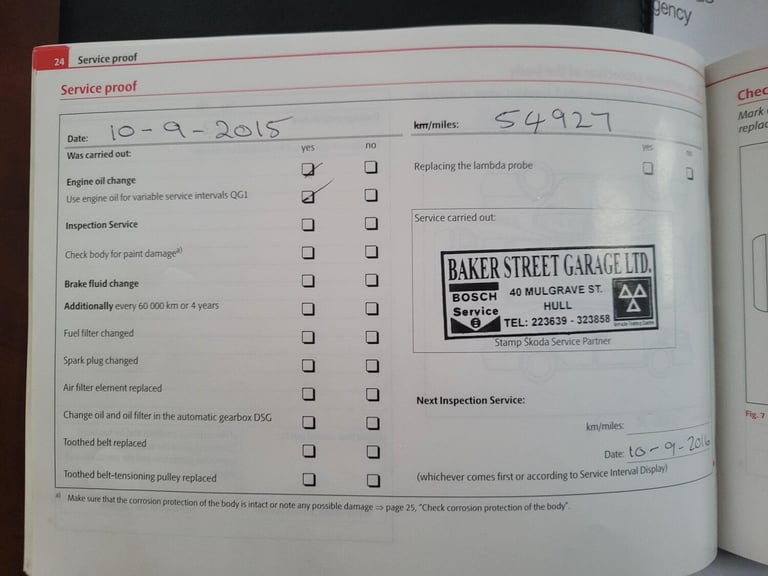 gency
24 Service proof
Service proof
Date: 10-9-2015
km/miles: 54927
Was carried out: yes no
Engine oil change
Use engine oil for variable service intervals QG1
Inspection Service
Check body for paint damage a)
Brake fluid change
Additionally every 60 000 km or 4 years
Fuel filter changed
Spark plug changed
Air filter element replaced
Change oil and oil filter in the automatic gearbox DSG
Toothed belt replaced
Toothed belt-tensioning pulley replaced
yes no
Replacing the lambda probe
Service carried out:
BAKER STREET GARAGE LTD.
BOSCH
Service
40 MULGRAVE ST.
HULL
TEL: 223639 - 323858
Stamp Škoda Service Partner
Next Inspection Service:
km/miles:
Date: 10-9-2016
(whichever comes first or according to Service Interval Display)
a) Make sure that the corrosion protection of the body is intact or note any possible damage ⇒ page 25, "Check corrosion protection of the body".
Chec
Mark
replac
Fig. 7